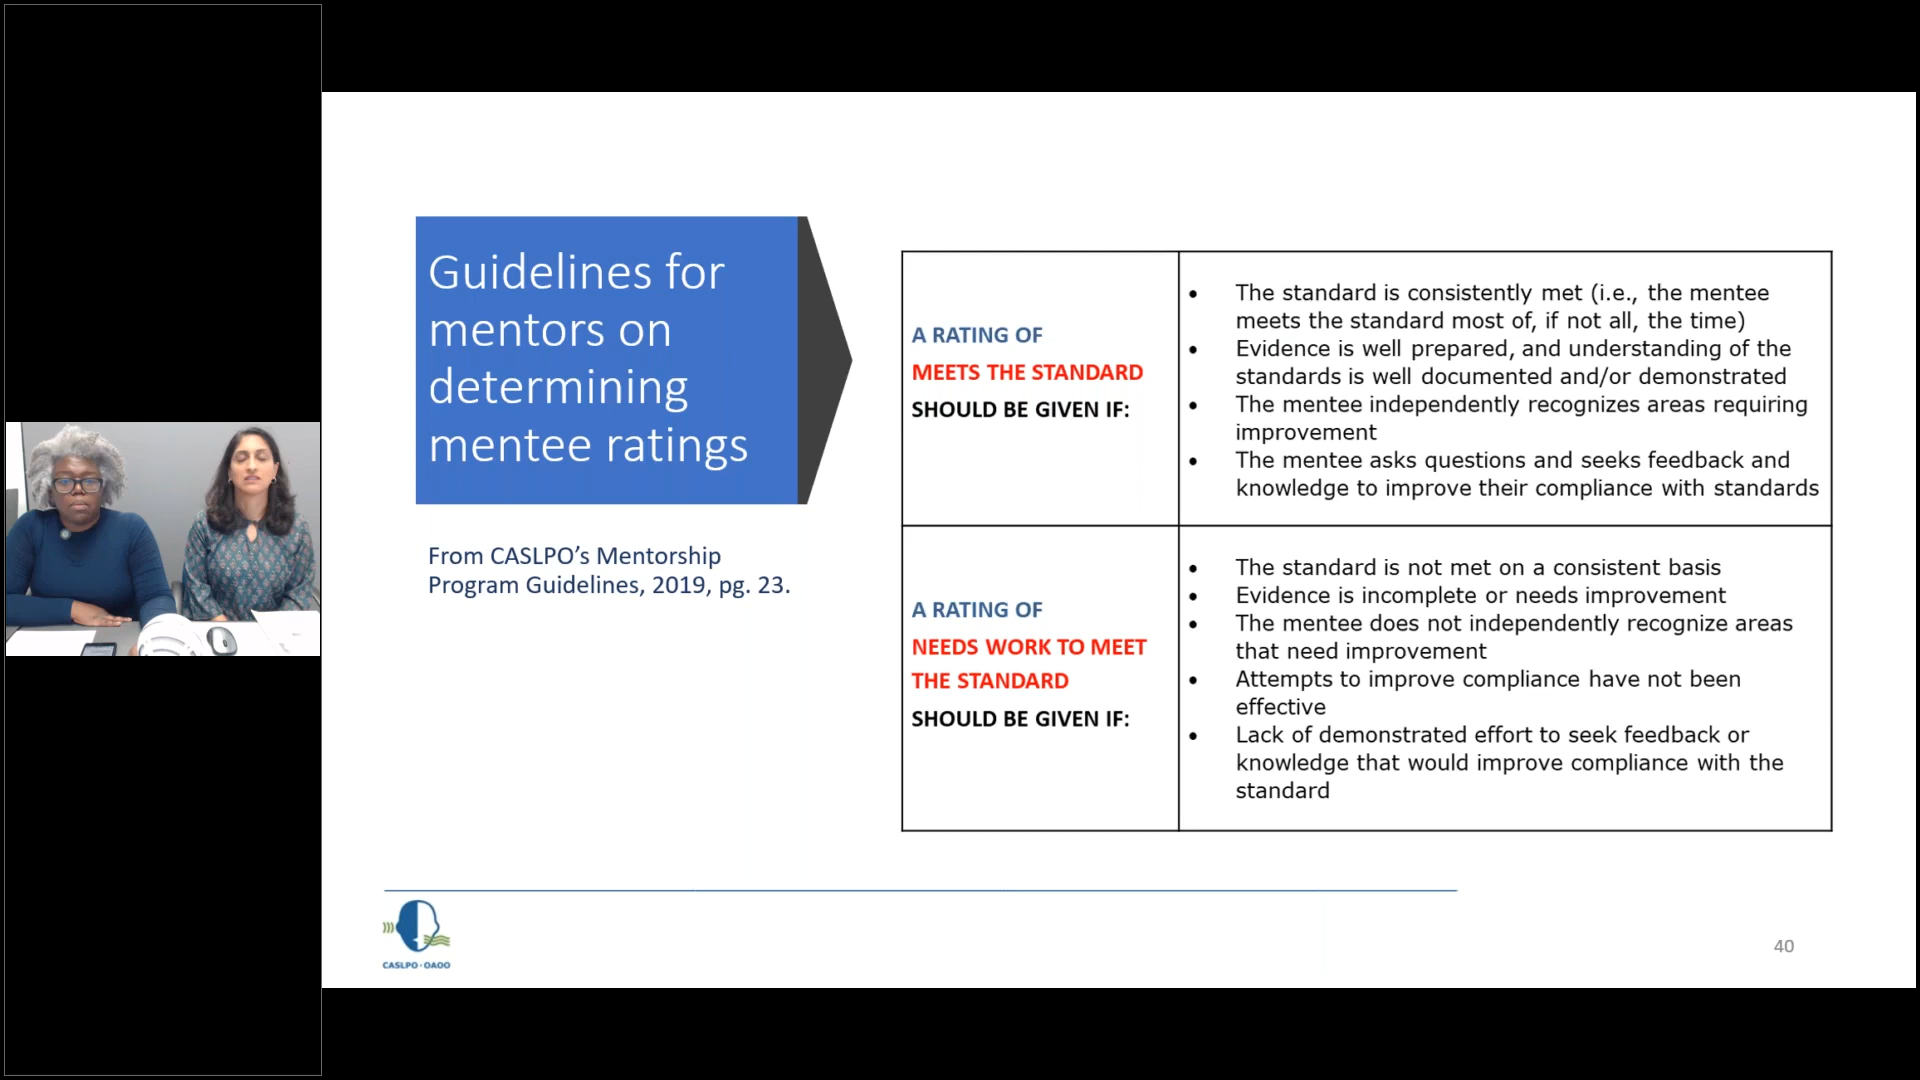 Guidelines for
mentors on
determining
mentee ratings
From CASLPO’s Mentorship
Program Guidelines, 2019, pg. 23.
A RATING OF
MEETS THE STANDARD
SHOULD BE GIVEN IF:
• The standard is consistently met (i.e., the mentee
meets the standard most of, if not all, the time)
• Evidence is well prepared, and understanding of the
standards is well documented and/or demonstrated
• The mentee independently recognizes areas requiring
improvement
• The mentee asks questions and seeks feedback and
knowledge to improve their compliance with standards
A RATING OF
NEEDS WORK TO MEET
THE STANDARD
SHOULD BE GIVEN IF:
• The standard is not met on a consistent basis
• Evidence is incomplete or needs improvement
• The mentee does not independently recognize areas
that need improvement
• Attempts to improve compliance have not been
effective
• Lack of demonstrated effort to seek feedback or
knowledge that would improve compliance with the
standard
CASLPO • OAOO
40